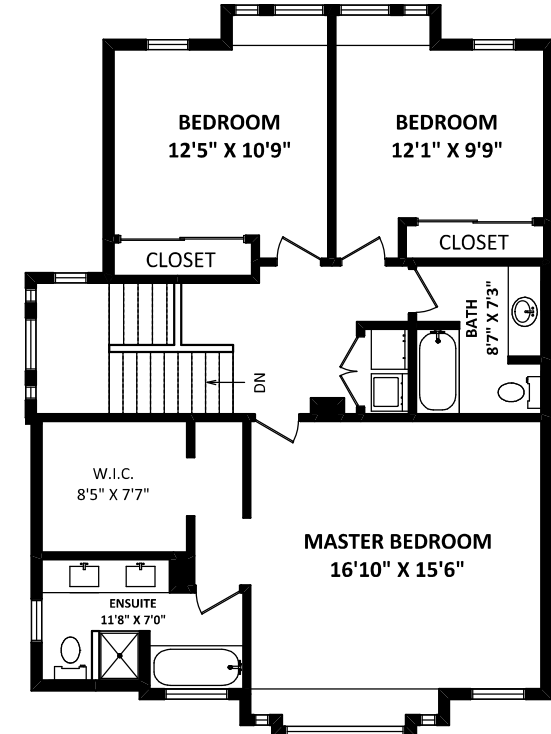 BEDROOM
12'5" X 10'9"
BEDROOM
12'1" X 9'9"
CLOSET
CLOSET
BATH
8'7" X 7'3"
DN
W.I.C.
8'5" X 7'7"
MASTER BEDROOM
16'10" X 15'6"
ENSUITE
11'8" X 7'0"